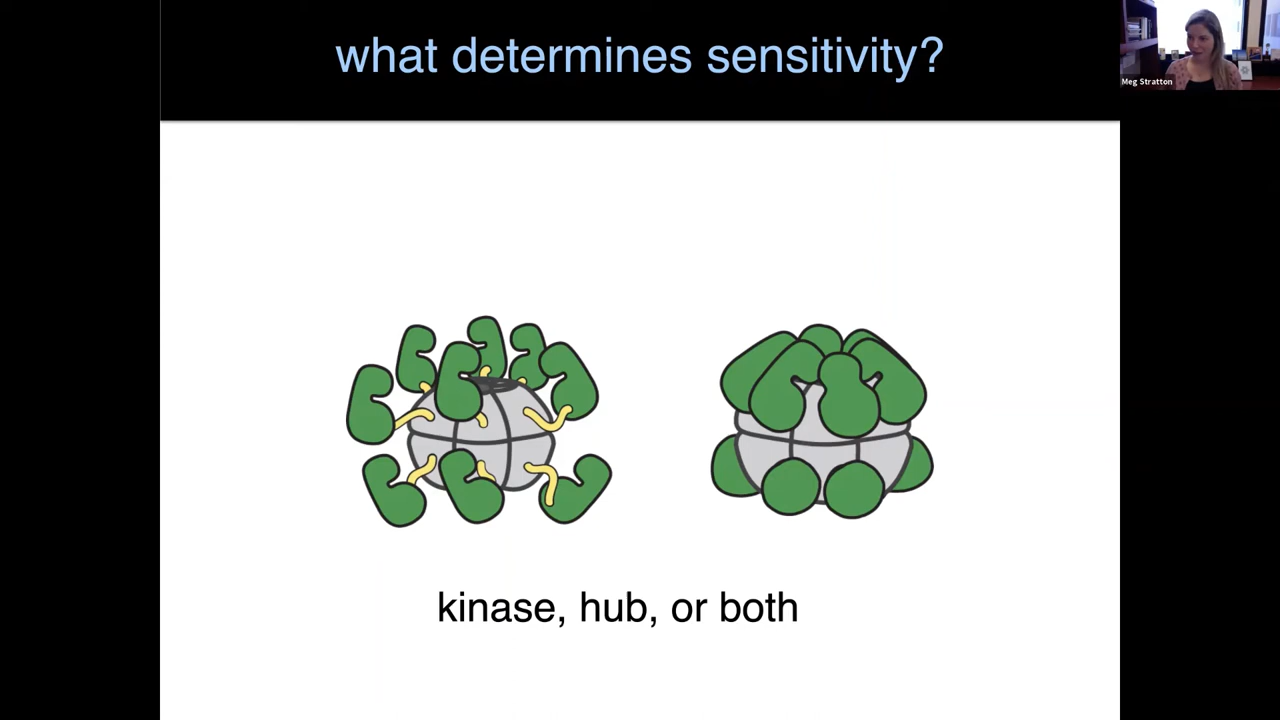 what determines sensitivity?
Meg Stratton
kinase, hub, or both